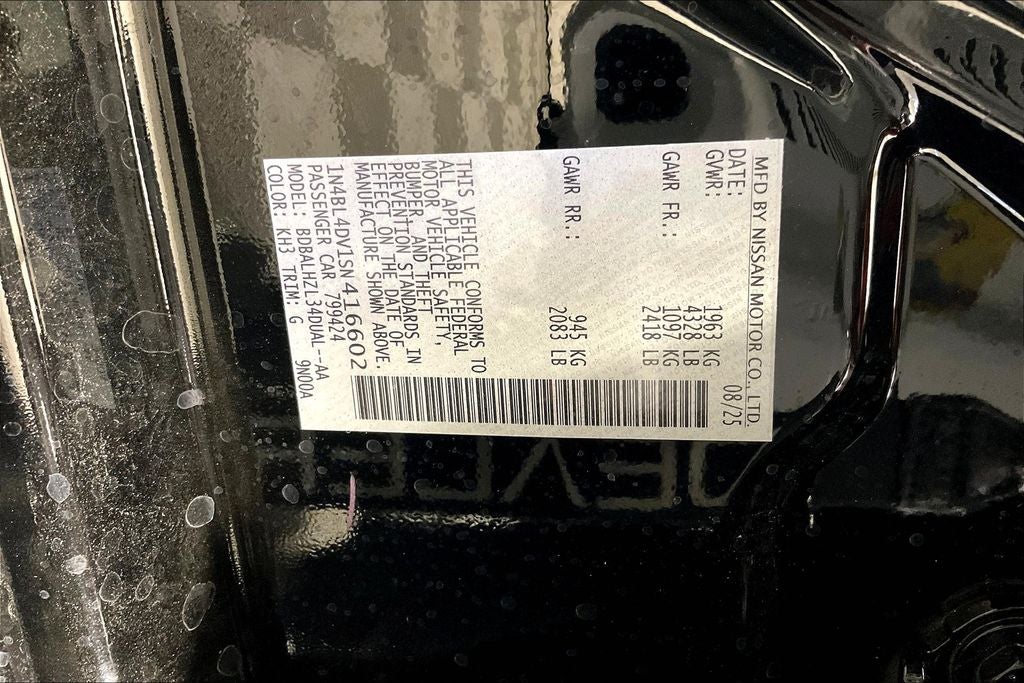 MFD BY NISSAN MOTOR CO., LTD.
DATE: 08/25
GVWR: 1963 KG
4328 LB
GAWR FR.: 1097 KG
2418 LB
GAWR RR.: 945 KG
2083 LB
THIS VEHICLE CONFORMS TO
ALL APPLICABLE FEDERAL
MOTOR VEHICLE SAFETY,
BUMPER, AND THEFT
PREVENTION STANDARDS IN
EFFECT ON THE DATE OF
MANUFACTURE SHOWN ABOVE.
1N4BL4DV1SN416602
PASSENGER CAR 799424
MODEL: BDBALHZL34DUAL--AA
COLOR: KH3 TRIM: G 9N00A